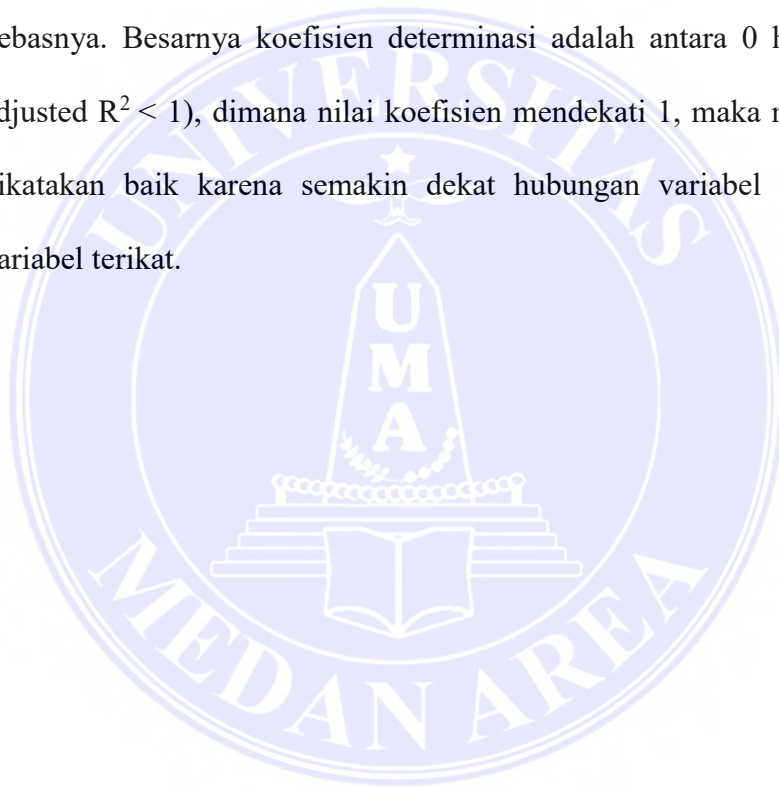 ebasnya. Besarnya koefisien determinasi adalah antara 0 h
djusted R² < 1), dimana nilai koefisien mendekati 1, maka
ikatakan baik karena semakin dekat hubungan variabel
ariabel terikat.
UNIVERSITAS
U
M
A
MEDAN AREA